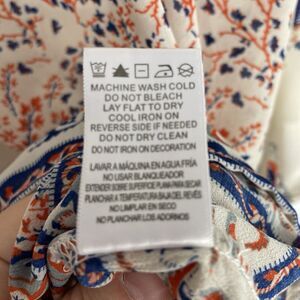 MACHINE WASH COLD
DO NOT BLEACH
LAY FLAT TO DRY
COOL IRON ON
REVERSE SIDE IF NEEDED
DO NOT DRY CLEAN
DO NOT IRON ON DECORATION
LAVAR A MÁQUINA EN AGUA FRÍA
NO USAR BLANQUEADOR
EXTENDER SOBRE SUPERFICIE PLANA PARA SECAR
PLANCHAR A TEMPERATURA BAJA DEL REVÉS
NO LIMPIAR EN SECO
NO PLANCHAR LOS ADORNOS